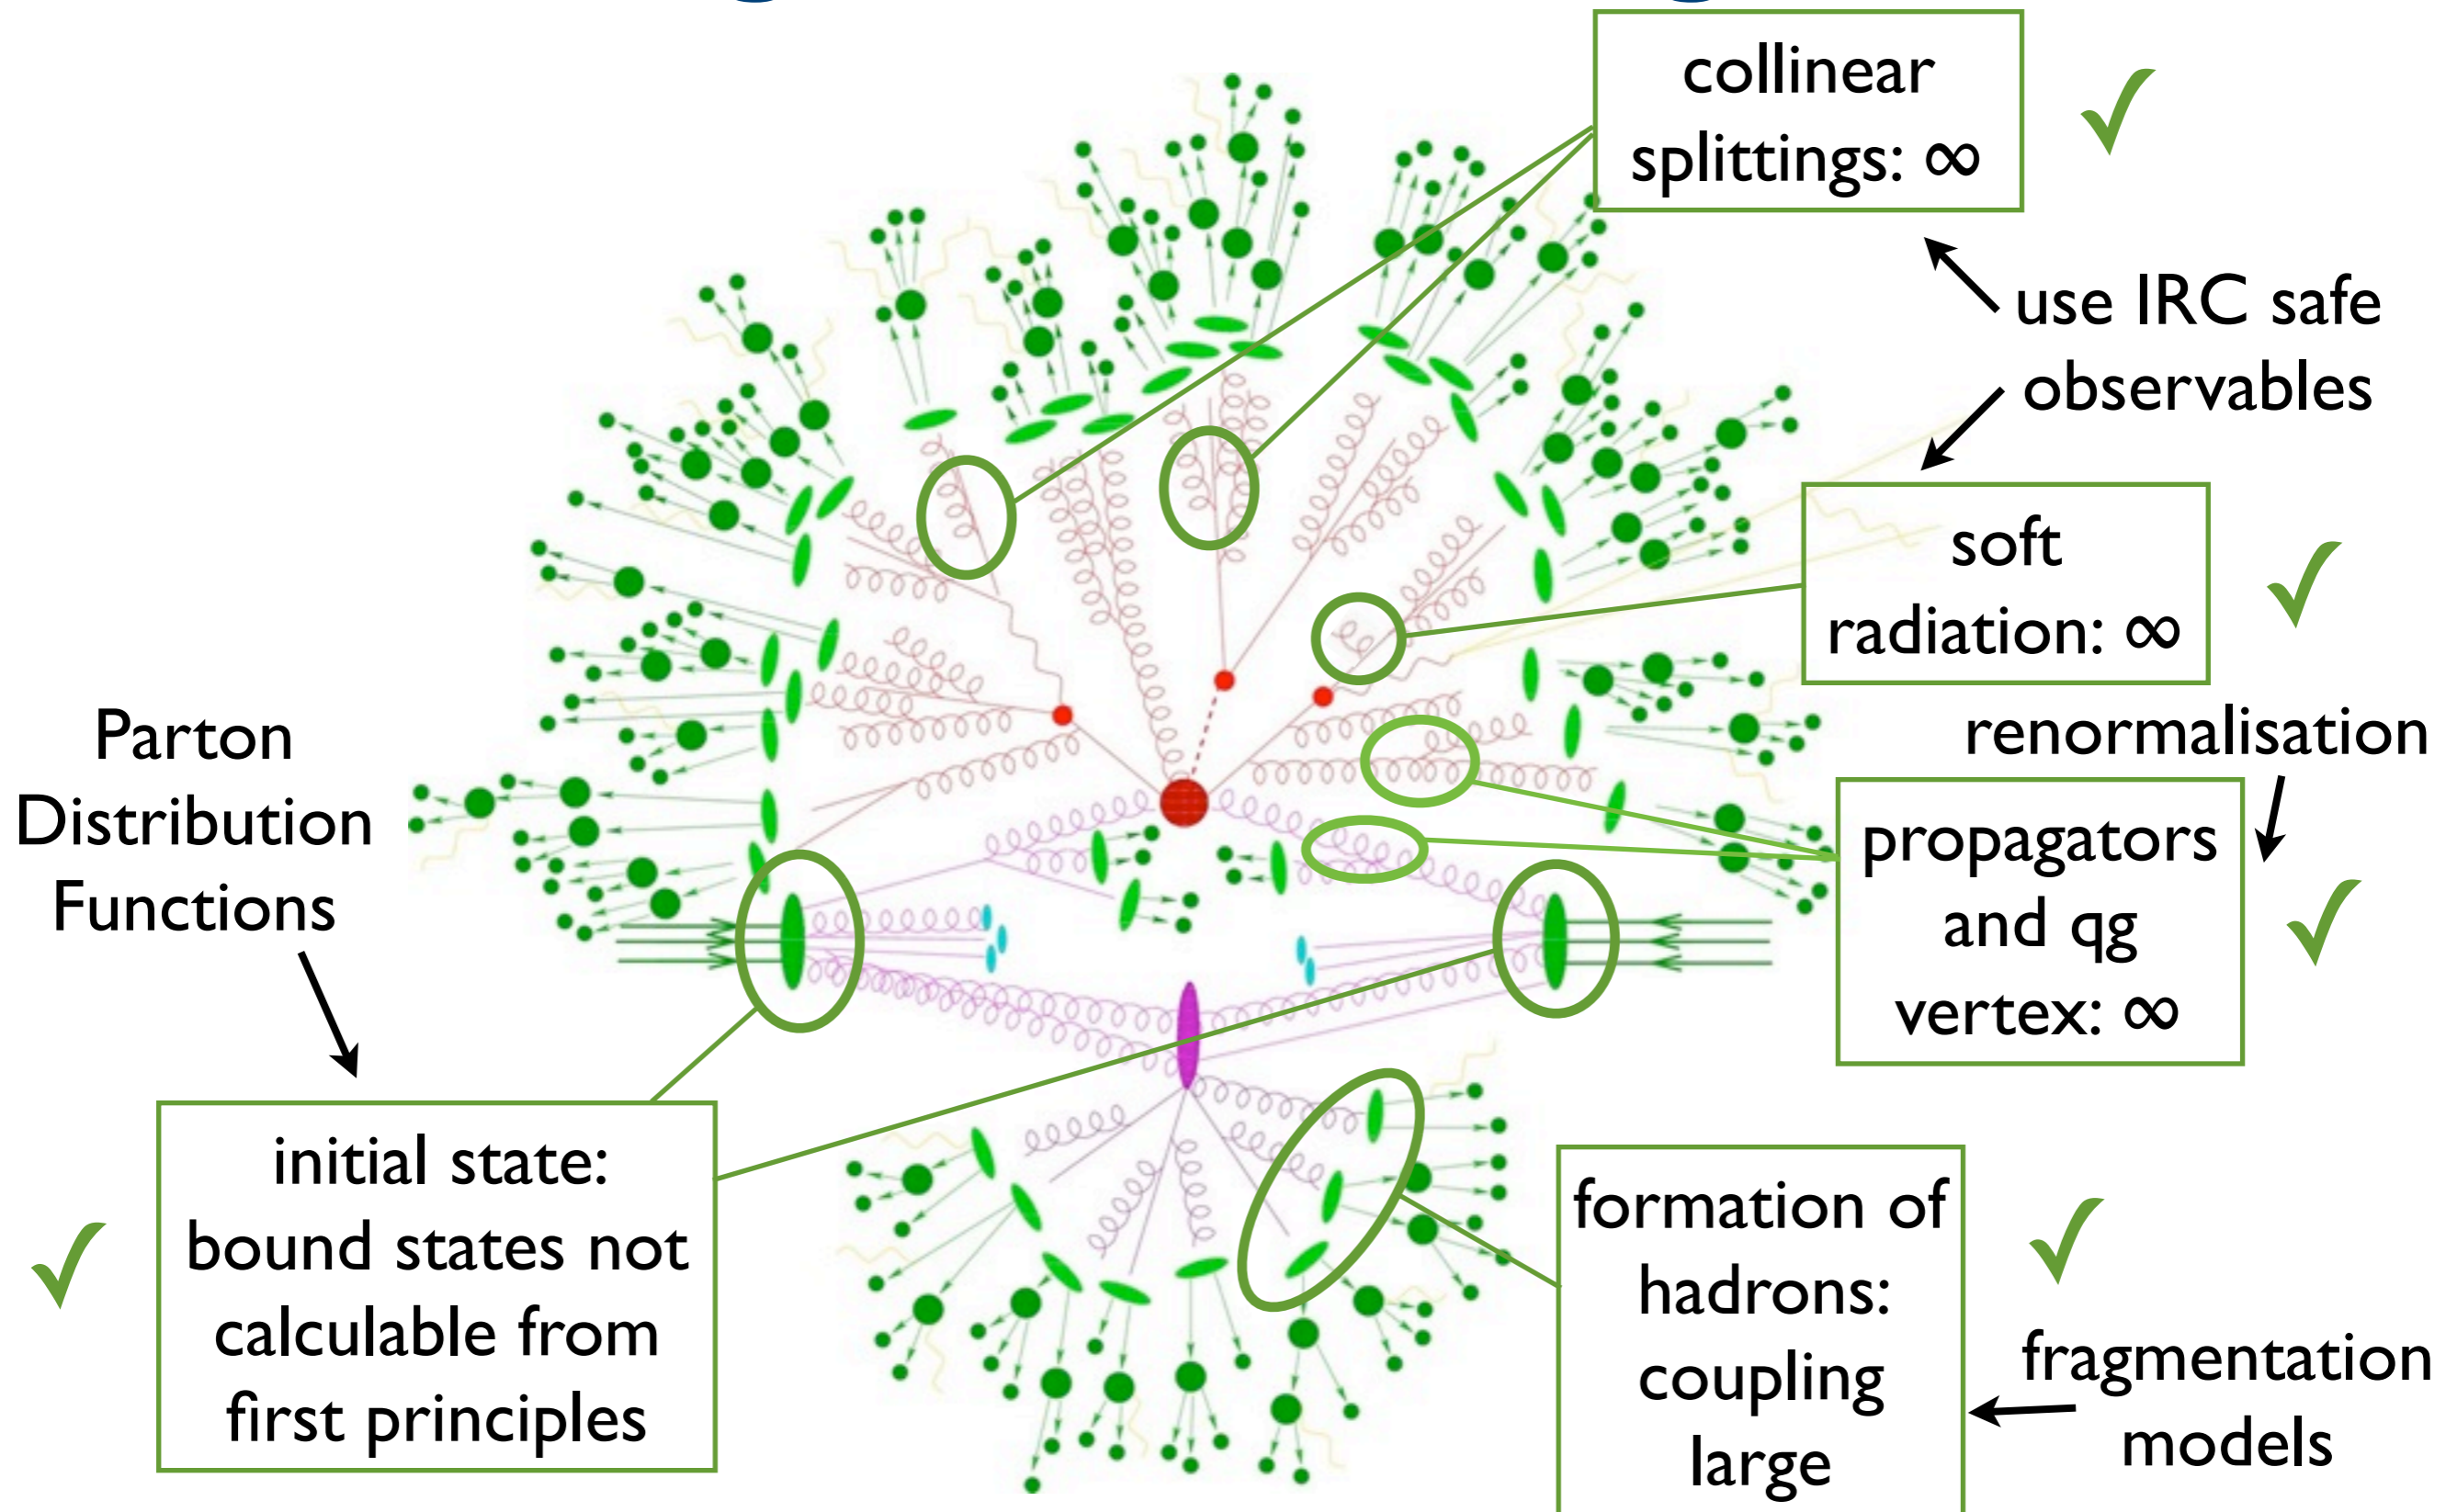 collinear
splittings: ∞
use IRC safe
observables
soft
radiation: ∞
renormalisation
propagators
and qg
vertex: ∞
Parton
Distribution
Functions
initial state:
bound states not
calculable from
first principles
formation of
hadrons:
coupling
large
fragmentation
models